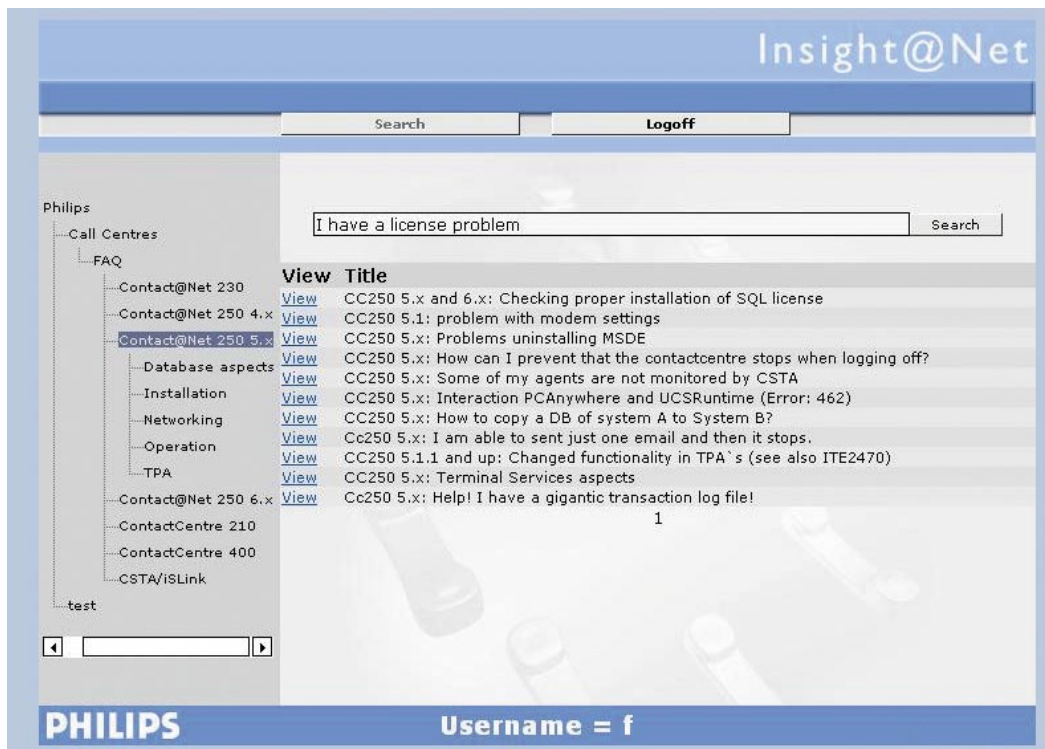 Insight@Net
Search
Logoff
Philips
Call Centres
FAQ
Contact@Net 230
Contact@Net 250 4.x
Contact@Net 250 5.x
Database aspects
Installation
Networking
Operation
TPA
Contact@Net 250 6.x
ContactCentre 210
ContactCentre 400
CSTA/iSLink
test
I have a license problem
Search
View Title
View CC250 5.x and 6.x: Checking proper installation of SQL license
View CC250 5.1: problem with modem settings
View CC250 5.x: Problems uninstalling MSDE
View CC250 5.x: How can I prevent that the contactcentre stops when logging off?
View CC250 5.x: Some of my agents are not monitored by CSTA
View CC250 5.x: Interaction PCAnywhere and UCSRuntime (Error: 462)
View CC250 5.x: How to copy a DB of system A to System B?
View Cc250 5.x: I am able to sent just one email and then it stops.
View CC250 5.1.1 and up: Changed functionality in TPA`s (see also ITE2470)
View CC250 5.x: Terminal Services aspects
View Cc250 5.x: Help! I have a gigantic transaction log file!
1
PHILIPS
Username = f